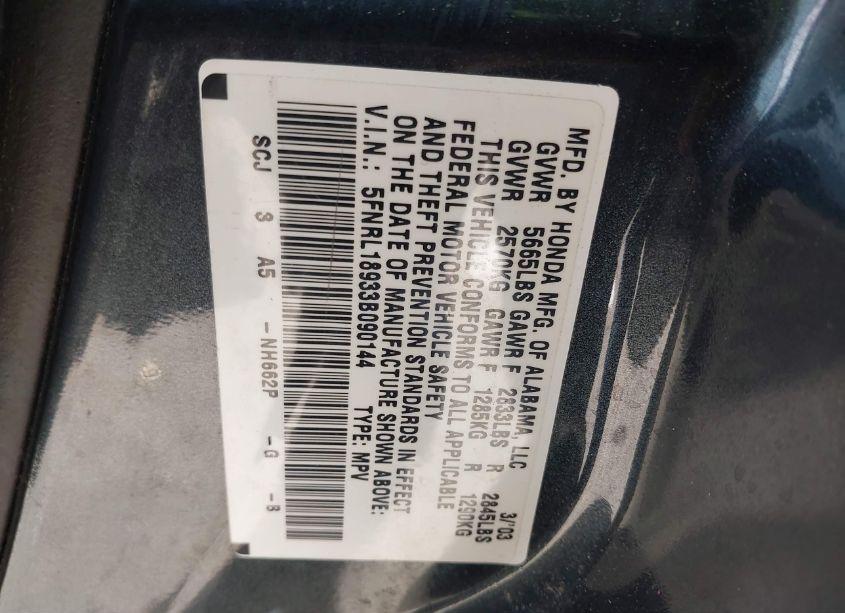 MFD. BY HONDA MFG. OF ALABAMA, LLC 3/'03
GVWR 5665LBS GAWR F 2833LBS R 2845LBS
GVWR 2570KG GAWR F 1285KG R 1290KG
THIS VEHICLE CONFORMS TO ALL APPLICABLE
FEDERAL MOTOR VEHICLE SAFETY
AND THEFT PREVENTION STANDARDS IN EFFECT
ON THE DATE OF MANUFACTURE SHOWN ABOVE:
V.I.N.: 5FNRL18933B090144 TYPE: MPV
SCJ 3 A5 -NH662P -G -B